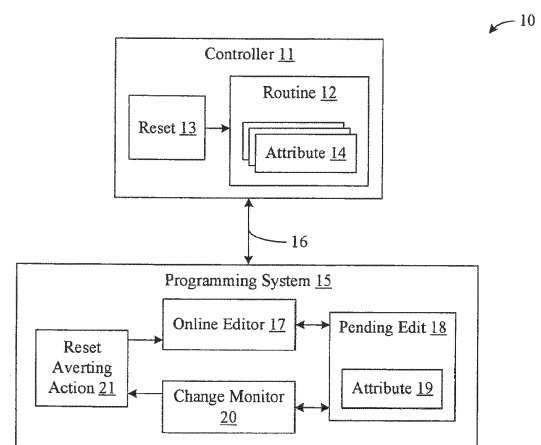 10
Controller 11
Routine 12
Reset 13
Attribute 14
16
Programming System 15
Online Editor 17
Pending Edit 18
Reset
Averting
Action 21
Attribute 19
Change Monitor
20